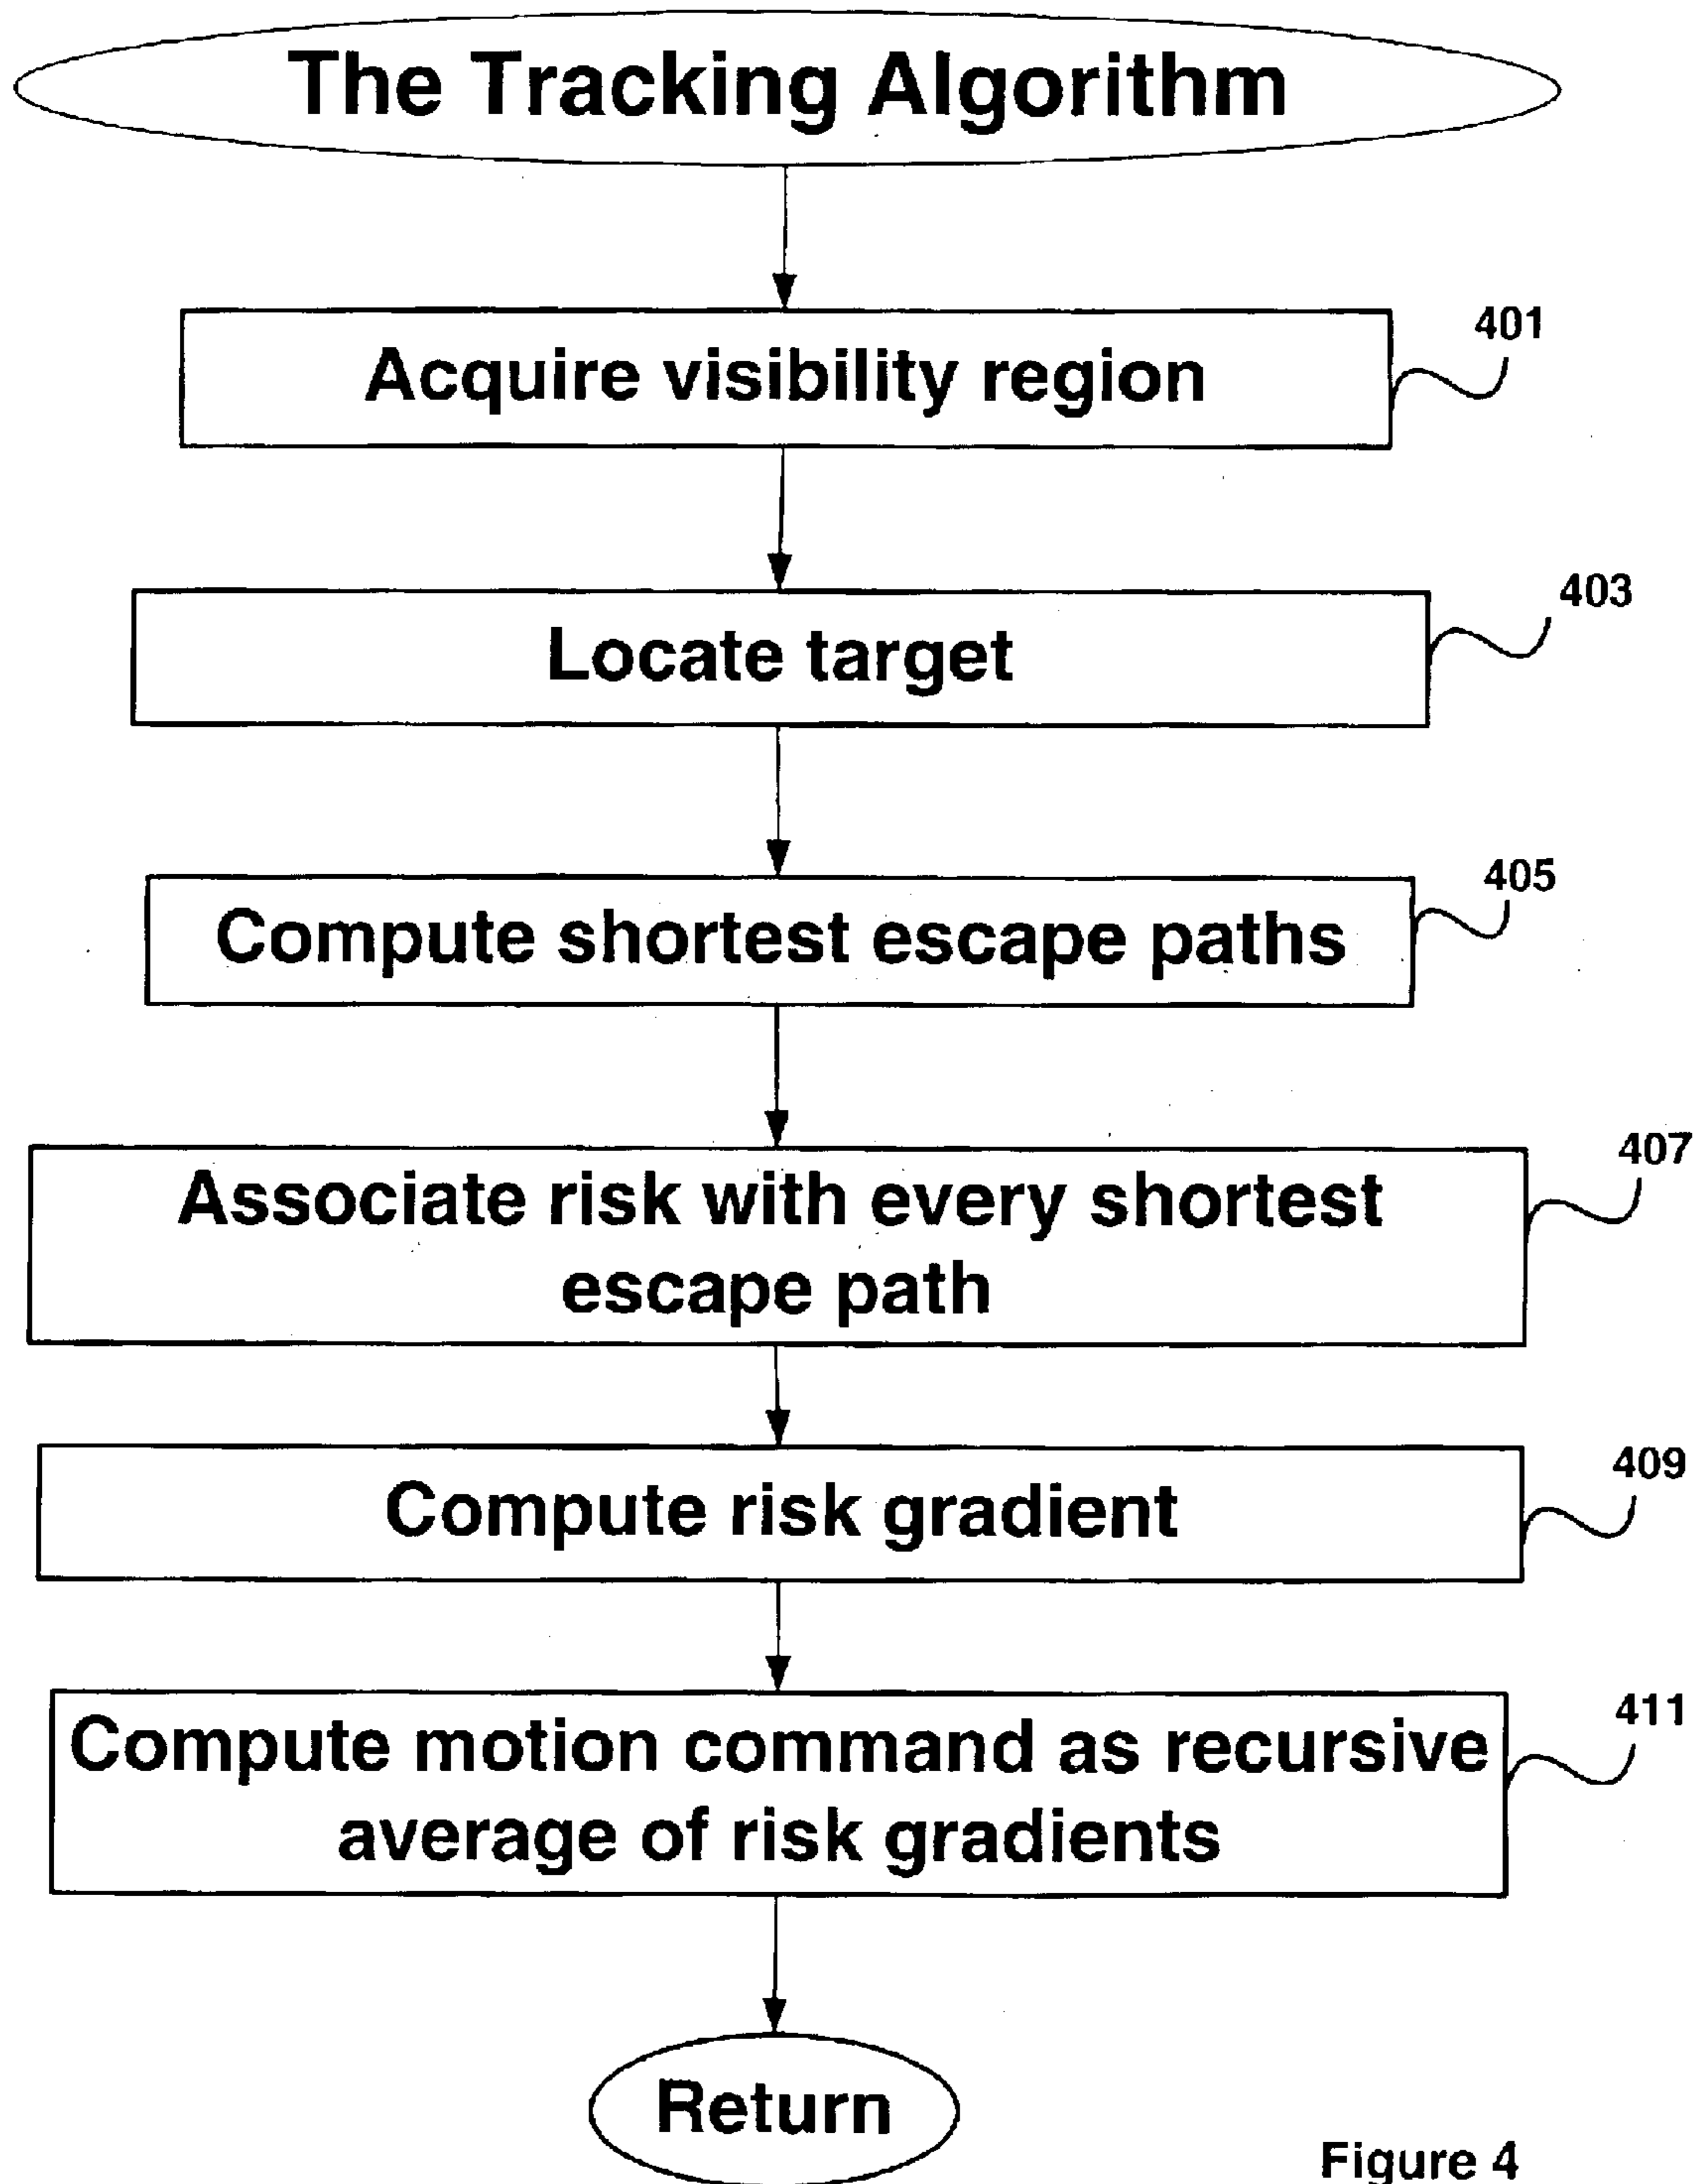 The Tracking Algorithm
Acquire visibility region
401
Locate target
403
Compute shortest escape paths
405
Associate risk with every shortest
escape path
407
Compute risk gradient
409
Compute motion command as recursive
average of risk gradients
411
Return
Figure 4